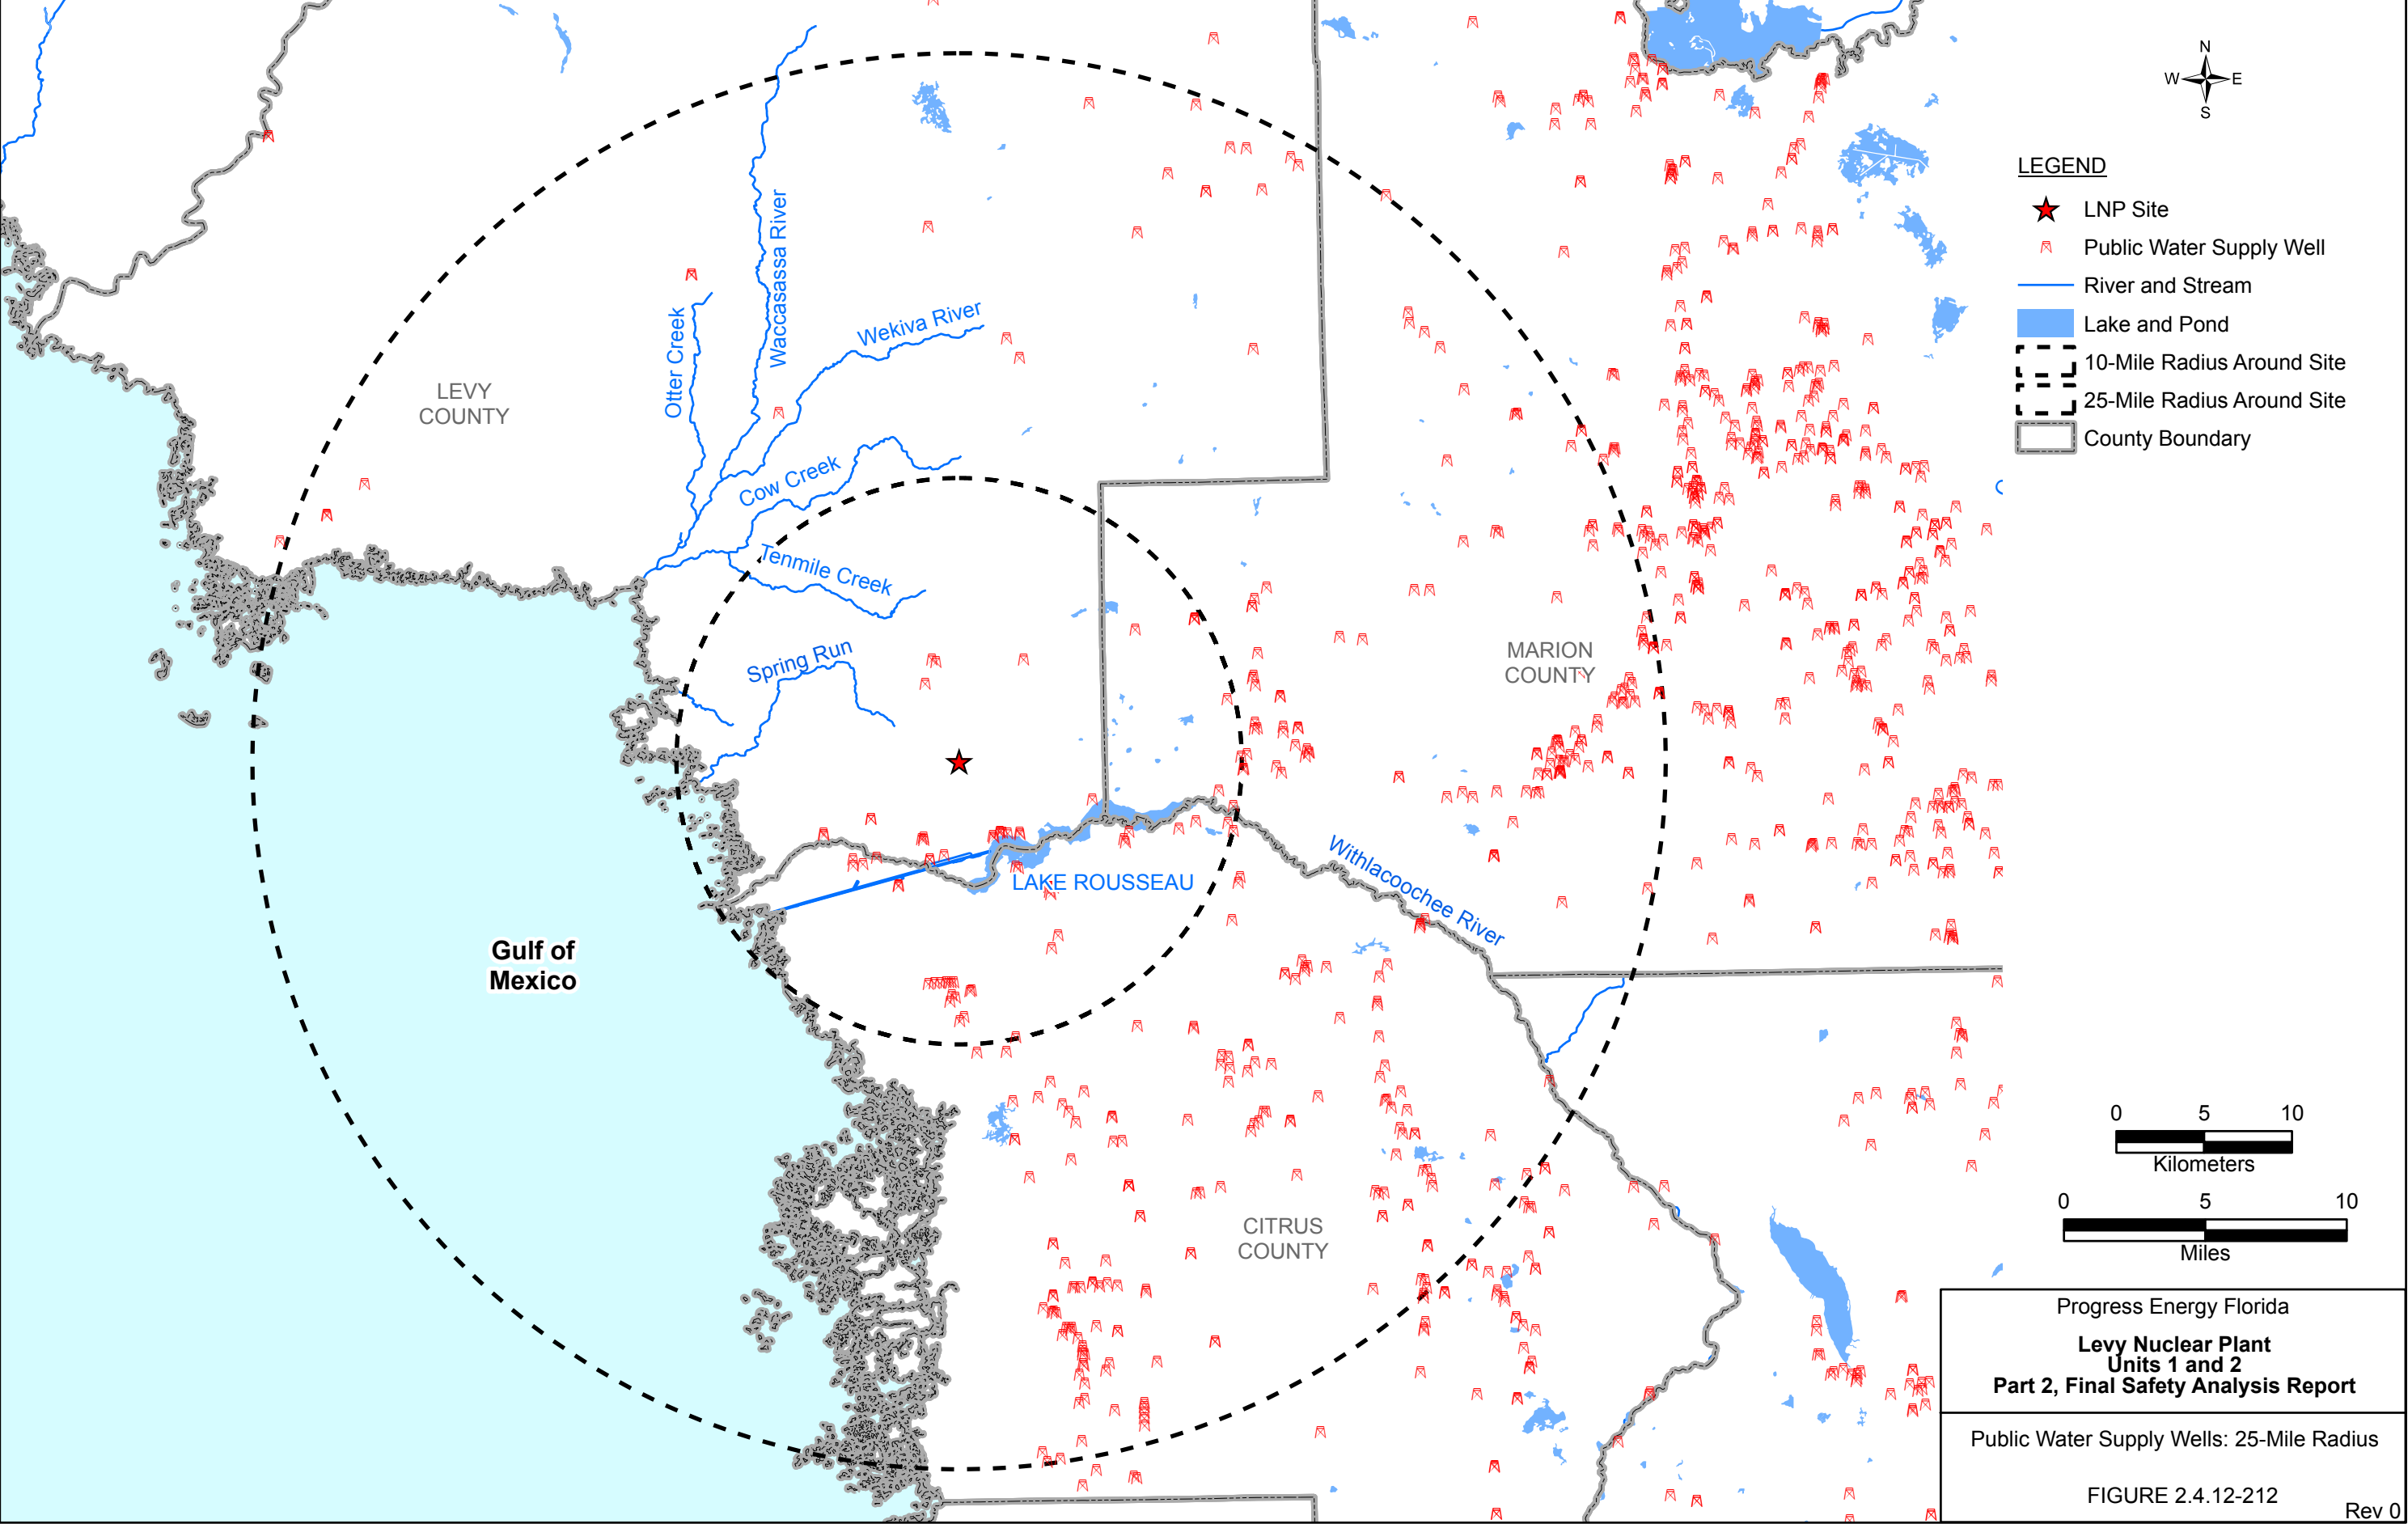 N
W
E
S
LEGEND
LNP Site
Public Water Supply Well
River and Stream
Lake and Pond
10-Mile Radius Around Site
25-Mile Radius Around Site
County Boundary
Waccasassa River
Otter Creek
Wekiva River
LEVY
COUNTY
Cow Creek
Tenmile Creek
Spring Run
MARION
COUNTY
LAKE ROUSSEAU
Withlacoochee River
Gulf of
Mexico
CITRUS
COUNTY
0 5 10
Kilometers
0 5 10
Miles
Progress Energy Florida
Levy Nuclear Plant
Units 1 and 2
Part 2, Final Safety Analysis Report
Public Water Supply Wells: 25-Mile Radius
FIGURE 2.4.12-212
Rev 0